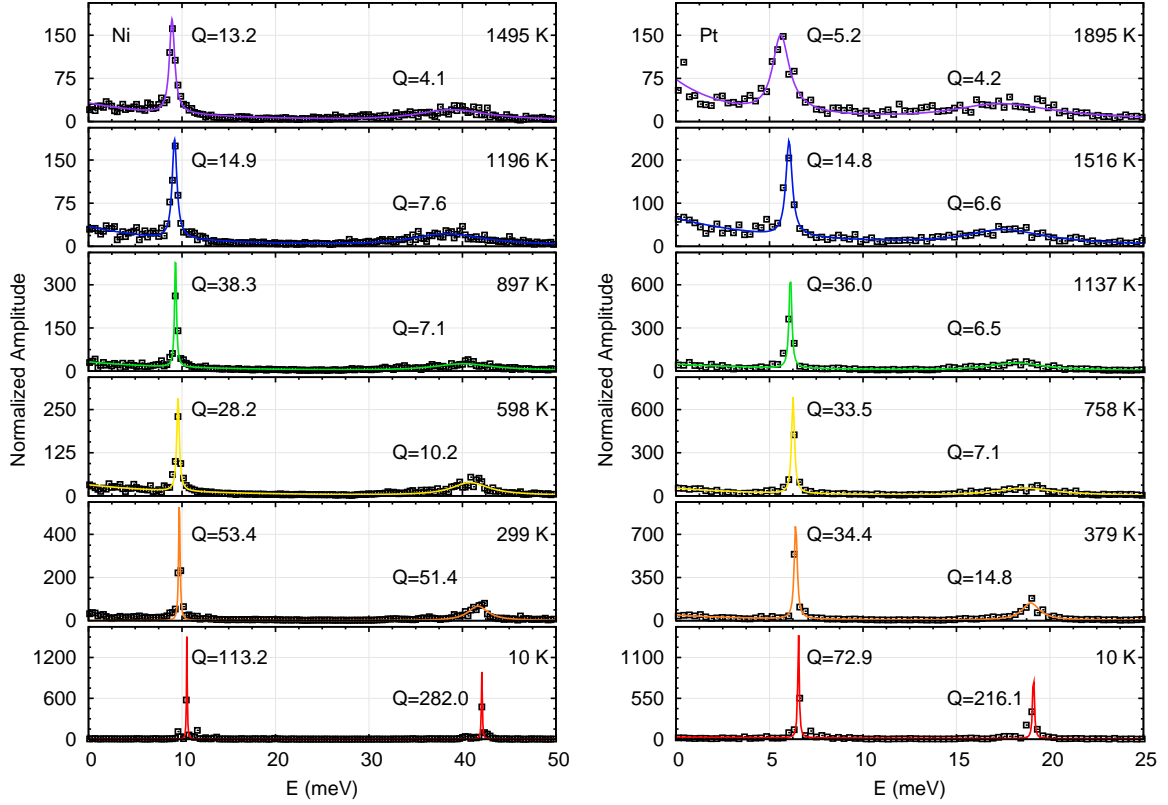 Ni
Q=13.2
1495 K
Q=4.1
150
75
0
Q=14.9
1196 K
Q=7.6
150
75
0
Q=38.3
897 K
Q=7.1
300
150
0
Q=28.2
598 K
Q=10.2
250
125
0
Q=53.4
299 K
Q=51.4
400
200
0
Q=113.2
10 K
Q=282.0
1200
600
0
0 10 20 30 40 50
E (meV)
Normalized Amplitude
Pt
Q=5.2
1895 K
Q=4.2
150
75
0
Q=14.8
1516 K
Q=6.6
200
100
0
Q=36.0
1137 K
Q=6.5
600
300
0
Q=33.5
758 K
Q=7.1
600
300
0
Q=34.4
379 K
Q=14.8
700
350
0
Q=72.9
10 K
Q=216.1
1100
550
0
0 5 10 15 20 25
E (meV)
Normalized Amplitude